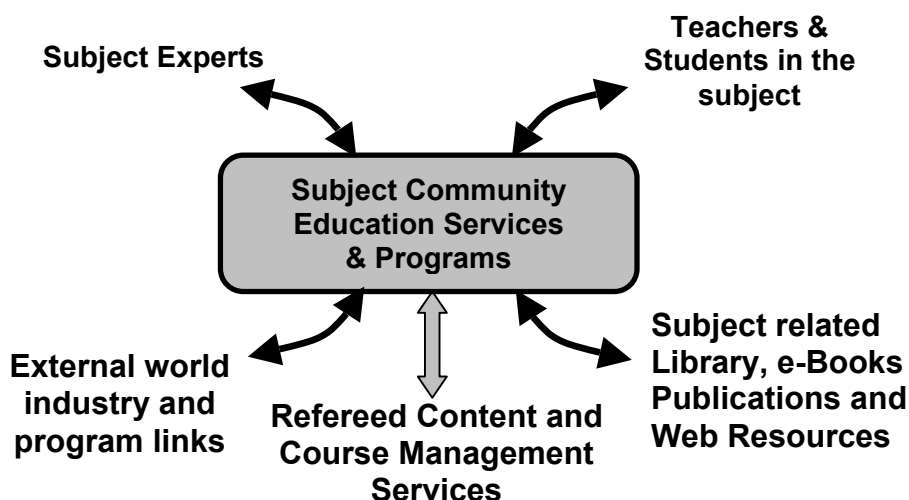 Subject Experts
Teachers &
Students in the
subject
Subject Community
Education Services
& Programs
External world
industry and
program links
Refereed Content and
Course Management
Services
Subject related
Library, e-Books
Publications and
Web Resources